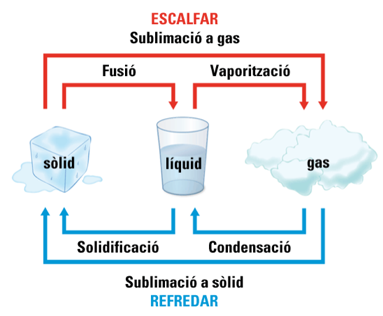 ESCALFAR
Sublimació a gas
Fusió
Vaporització
sòlid
líquid
gas
Solidificació
Condensació
Sublimació a sòlid
REFREDAR